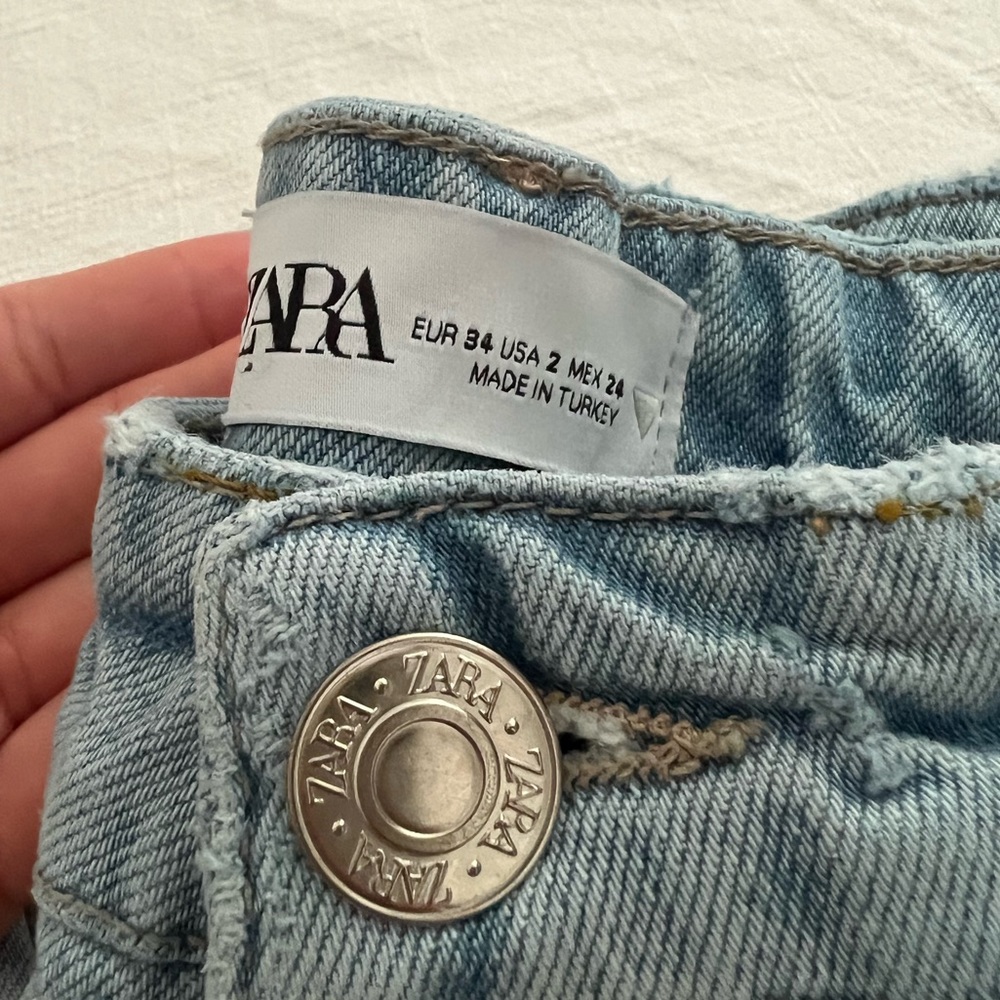 ZARA
EUR 34 USA 2 MEX 24
MADE IN TURKEY
ZARA • ZARA • ZARA • ZARA •